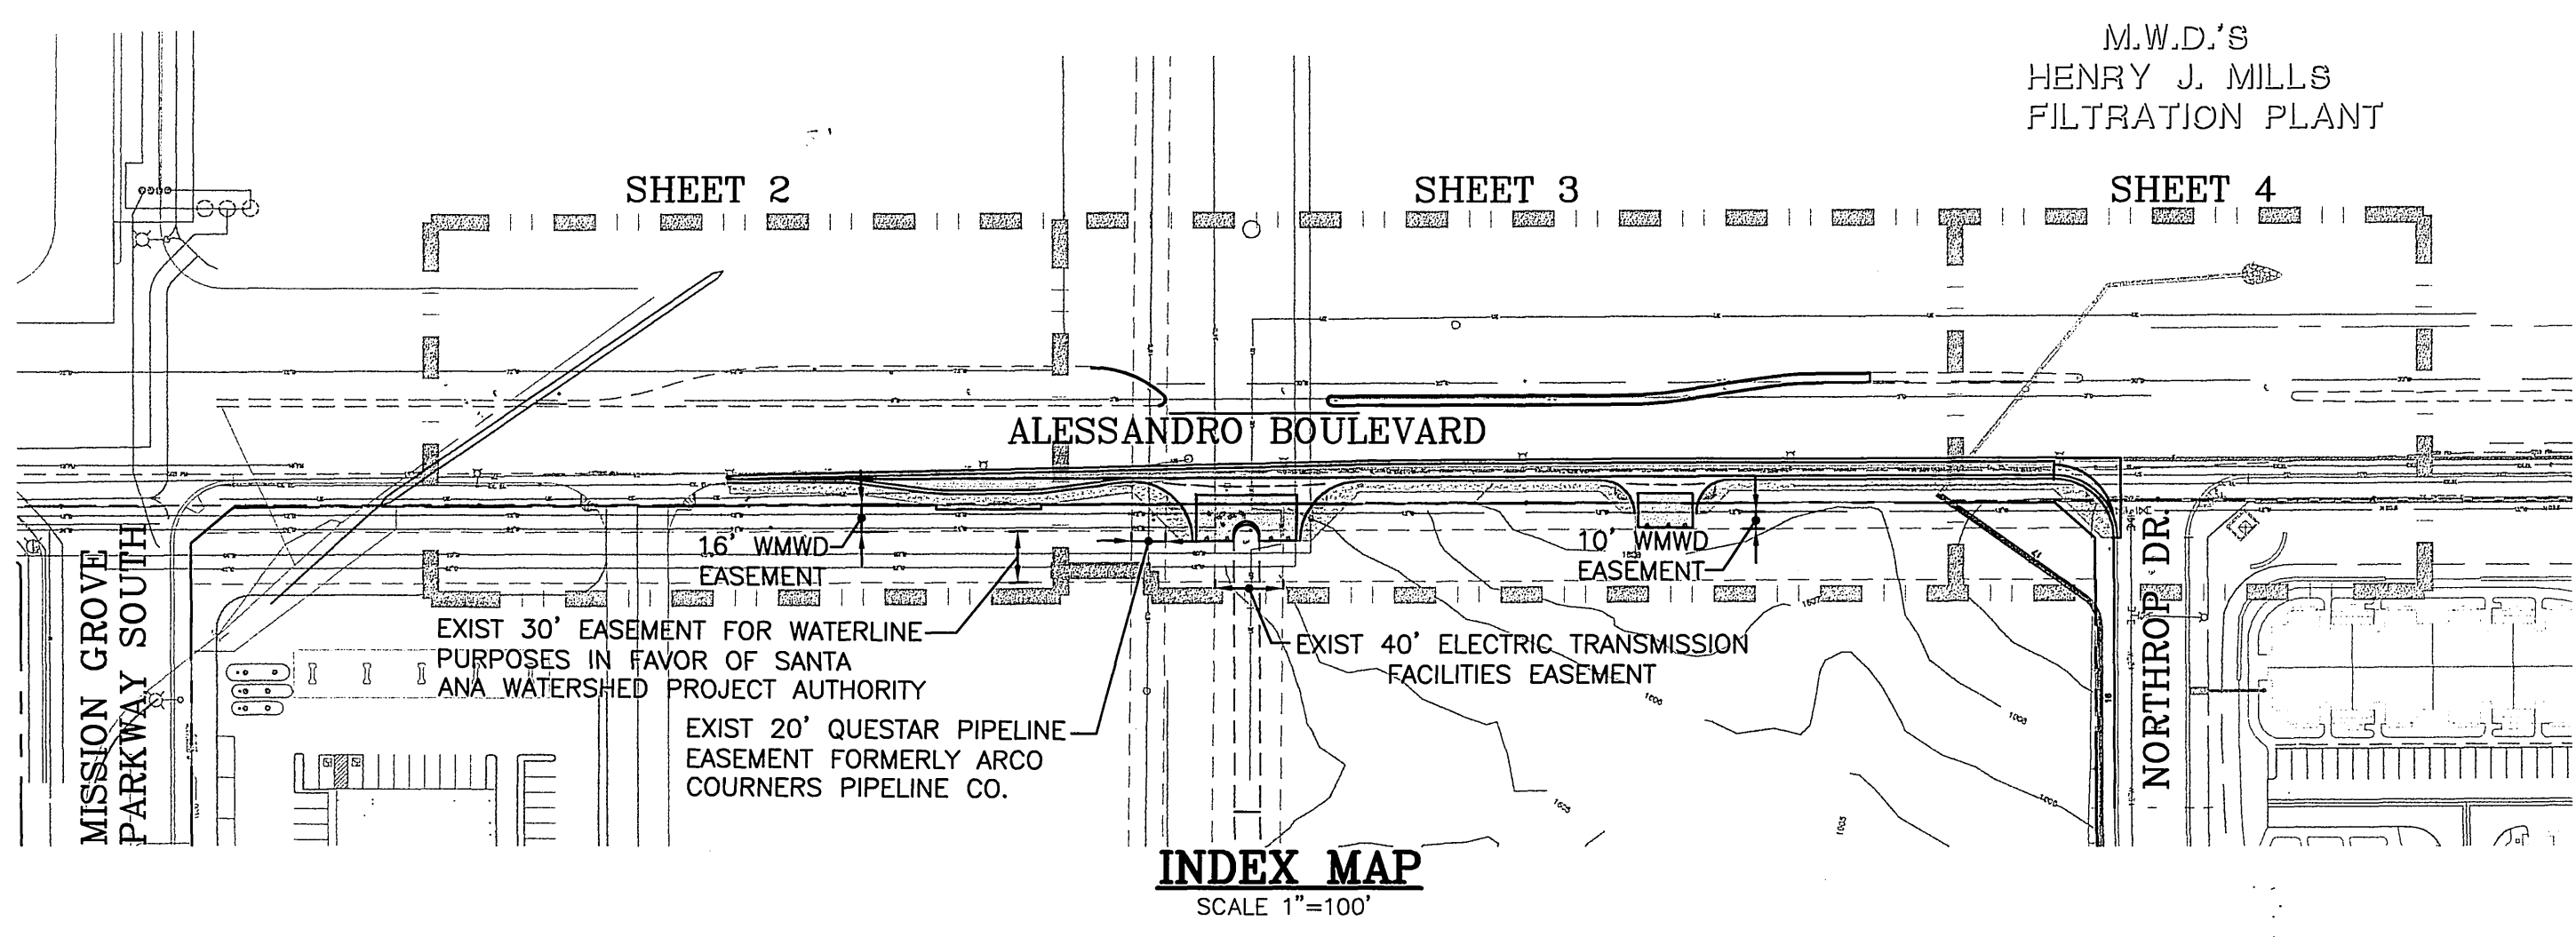 M.W.D.'S
HENRY J. MILLS
FILTRATION PLANT
SHEET 2
SHEET 3
SHEET 4
ALESSANDRO BOULEVARD
16' WMWD
EASEMENT
10' WMWD
EASEMENT
MISSION GROVE
PARKWAY SOUTH
NORTHROP DR.
EXIST 30' EASEMENT FOR WATERLINE
PURPOSES IN FAVOR OF SANTA
ANA WATERSHED PROJECT AUTHORITY
EXIST 40' ELECTRIC TRANSMISSION
FACILITIES EASEMENT
EXIST 20' QUESTAR PIPELINE
EASEMENT FORMERLY ARCO
COURNERS PIPELINE CO.
INDEX MAP
SCALE 1"=100'